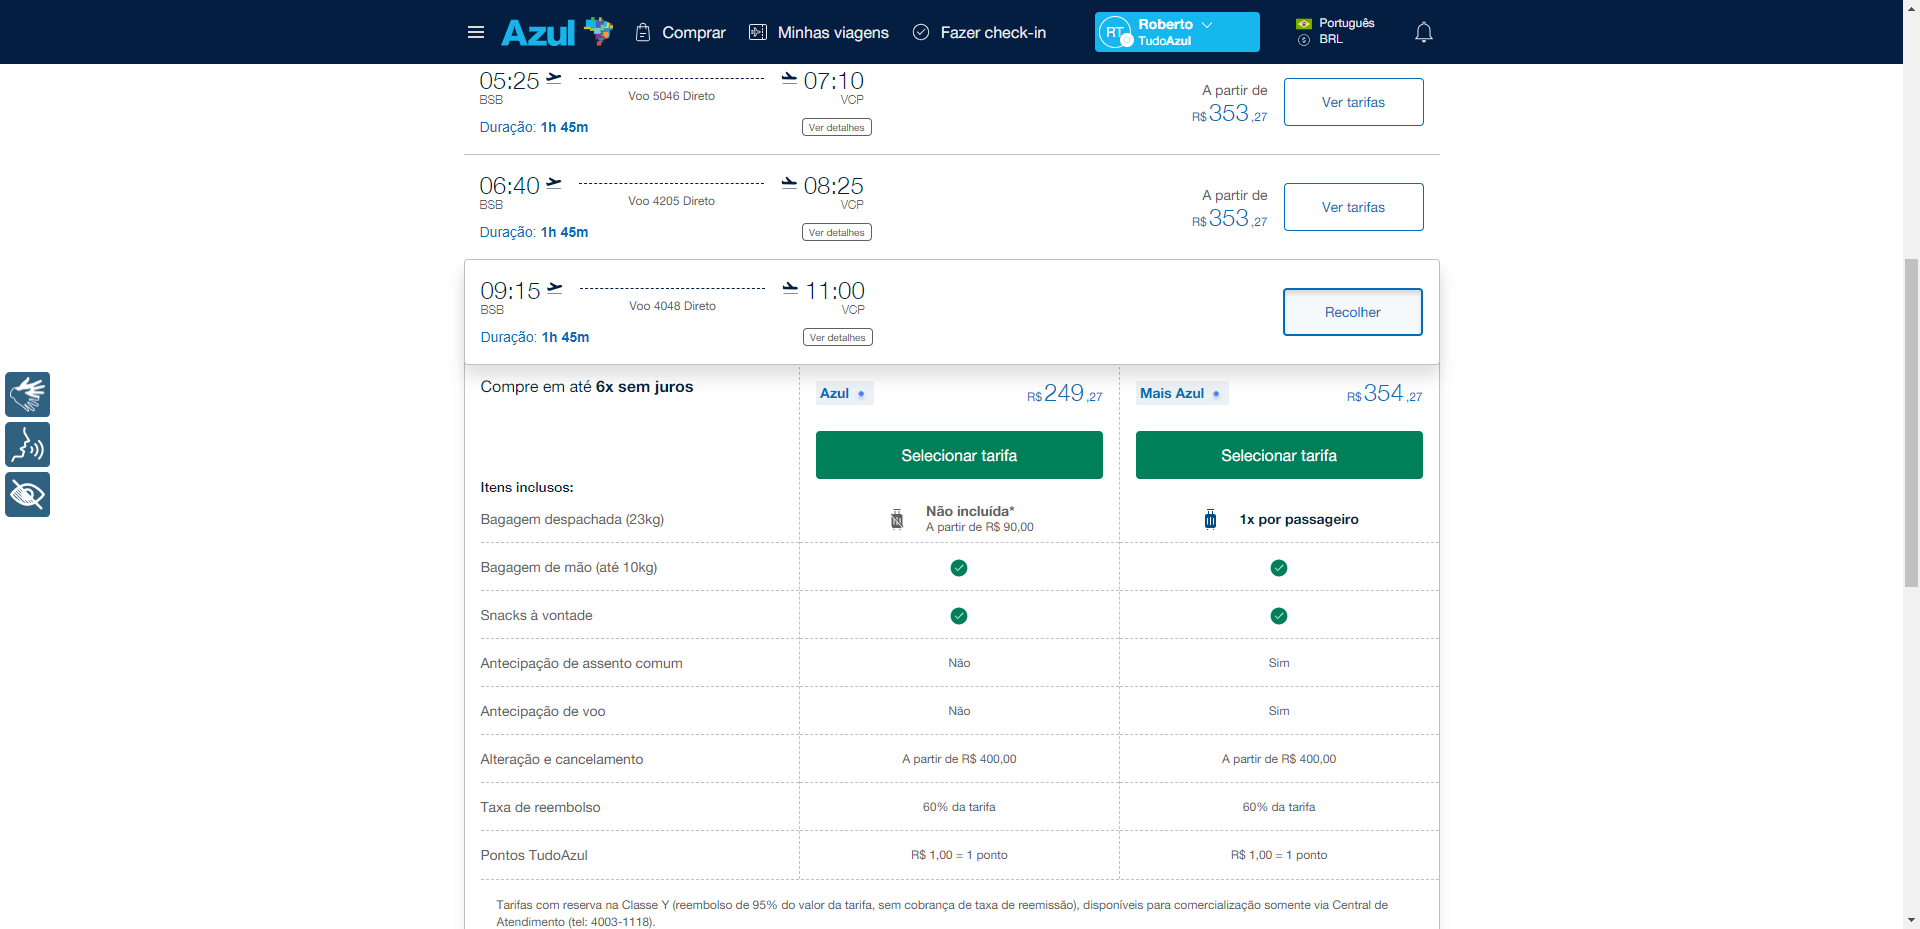 Azul
Comprar
Minhas viagens
Fazer check-in
RT
Roberto
TudoAzul
Português
BRL
05:25
07:10
BSB
Voo 5046 Direto
VCP
Duração: 1h 45m
Ver detalhes
A partir de
R$ 353,27
Ver tarifas
06:40
08:25
BSB
Voo 4205 Direto
VCP
Duração: 1h 45m
Ver detalhes
A partir de
R$ 353,27
Ver tarifas
09:15
11:00
BSB
Voo 4048 Direto
VCP
Duração: 1h 45m
Ver detalhes
Recolher
Compre em até 6x sem juros
Azul
R$ 249,27
Mais Azul
R$ 354,27
Selecionar tarifa
Selecionar tarifa
Itens inclusos:
Bagagem despachada (23kg)
Não incluída*
A partir de R$ 90,00
1x por passageiro
Bagagem de mão (até 10kg)
Snacks à vontade
Antecipação de assento comum
Não
Sim
Antecipação de voo
Não
Sim
Alteração e cancelamento
A partir de R$ 400,00
A partir de R$ 400,00
Taxa de reembolso
60% da tarifa
60% da tarifa
Pontos TudoAzul
R$ 1,00 = 1 ponto
R$ 1,00 = 1 ponto
Tarifas com reserva na Classe Y (reembolso de 95% do valor da tarifa, sem cobrança de taxa de reemissão), disponíveis para comercialização somente via Central de
Atendimento (tel: 4003-1118).